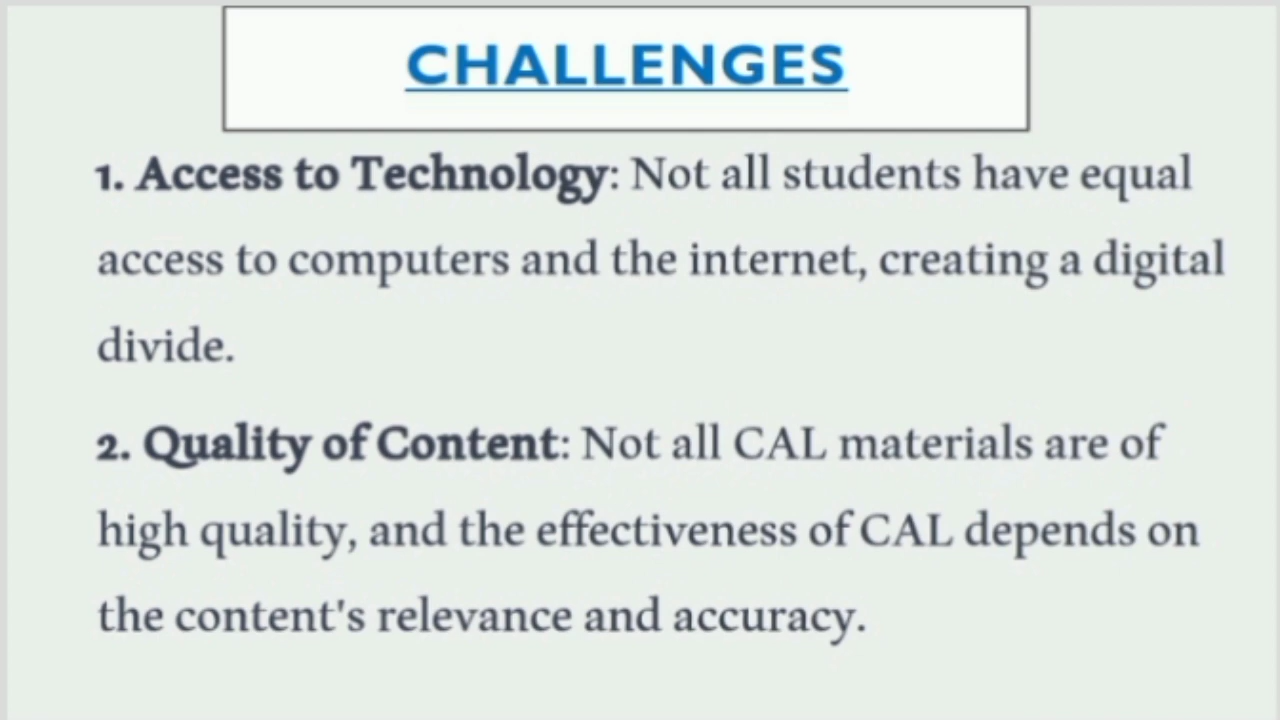 CHALLENGES
1. Access to Technology: Not all students have equal
access to computers and the internet, creating a digital
divide.
2. Quality of Content: Not all CAL materials are of
high quality, and the effectiveness of CAL depends on
the content's relevance and accuracy.